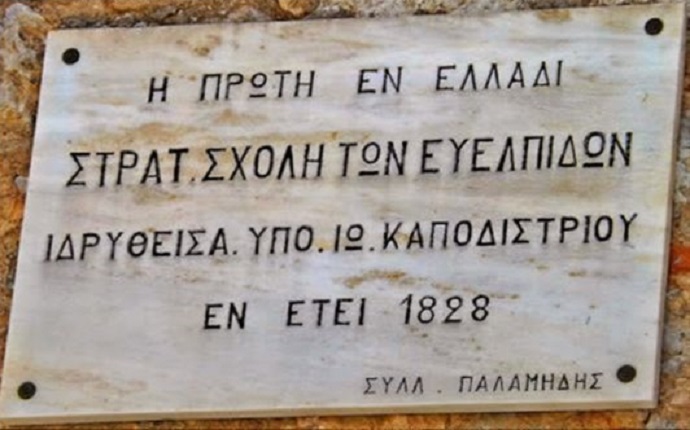 Η ΠΡΩΤΗ ΕΝ ΕΛΛΑΔΙ
ΣΤΡΑΤ. ΣΧΟΛΗ ΤΩΝ ΕΥΕΛΠΙΔΩΝ
ΙΔΡΥΘΕΙΣΑ. ΥΠΟ. ΙΩ. ΚΑΠΟΔΙΣΤΡΙΟΥ
ΕΝ ΕΤΕΙ 1828
ΣΥΛΛ. ΠΑΛΑΜΗΔΗΣ